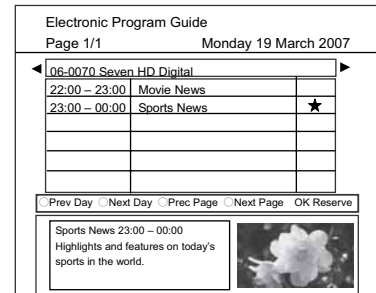 Electronic Program Guide
Page 1/1 Monday 19 March 2007
06-0070 Seven HD Digital
22:00 – 23:00 Movie News
23:00 – 00:00 Sports News
Prev Day Next Day Prec Page Next Page OK Reserve
Sports News 23:00 – 00:00
Highlights and features on today's
sports in the world.